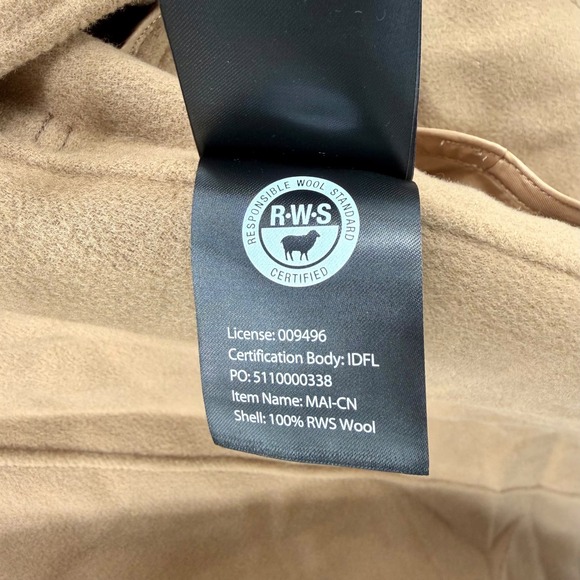 RESPONSIBLE WOOL STANDARD
R·W·S
CERTIFIED
License: 009496
Certification Body: IDFL
PO: 5110000338
Item Name: MAI-CN
Shell: 100% RWS Wool